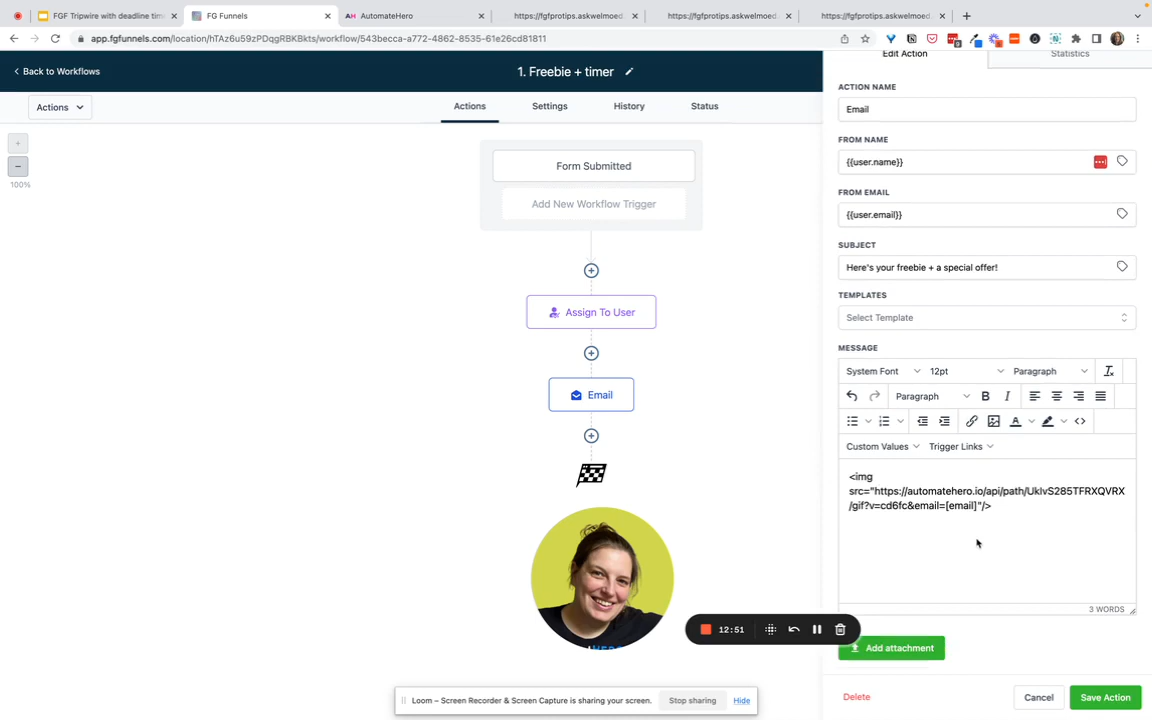 FGF Tripwire with deadline tim
FG Funnels
AutomateHero
https://fgfprotips.askwelmoed.
https://fgfprotips.askwelmoed.
https://fgfprotips.askwelmoed.
app.fgfunnels.com/location/hTAz6u59zPDqgRBKBkts/workflow/543becca-a772-4862-8535-61e26cd81811
Back to Workflows
1. Freebie + timer
Edit Action
Statistics
Actions
Actions
Settings
History
Status
100%
Form Submitted
Add New Workflow Trigger
Assign To User
Email
ACTION NAME
Email
FROM NAME
{{user.name}}
FROM EMAIL
{{user.email}}
SUBJECT
Here's your freebie + a special offer!
TEMPLATES
Select Template
MESSAGE
System Font
12pt
Paragraph
Paragraph
B
I
A
Custom Values
Trigger Links
<img
src="https://automatehero.io/api/path/UkIvS285TFRXQVRX
/gif?v=cd6fc&email=[email]"/>
3 WORDS
12:51
Add attachment
Loom – Screen Recorder & Screen Capture is sharing your screen.
Stop sharing
Hide
Delete
Cancel
Save Action